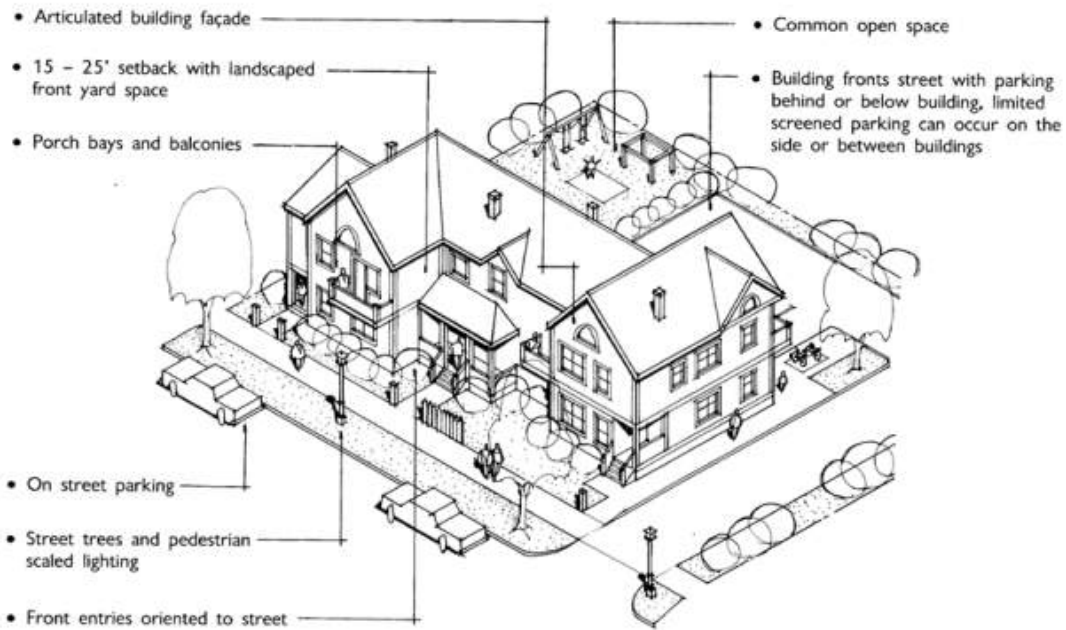 • Articulated building façade
• 15 – 25' setback with landscaped
front yard space
• Porch bays and balconies
• Common open space
• Building fronts street with parking
behind or below building, limited
screened parking can occur on the
side or between buildings
• On street parking
• Street trees and pedestrian
scaled lighting
• Front entries oriented to street